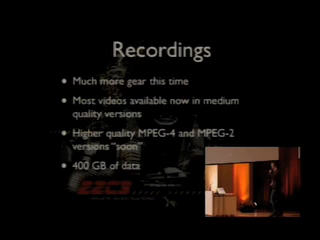 Recordings
• Much more gear this time
• Most videos available now in medium
quality versions
• Higher quality MPEG-4 and MPEG-2
versions "soon"
• 400 GB of data
22C3